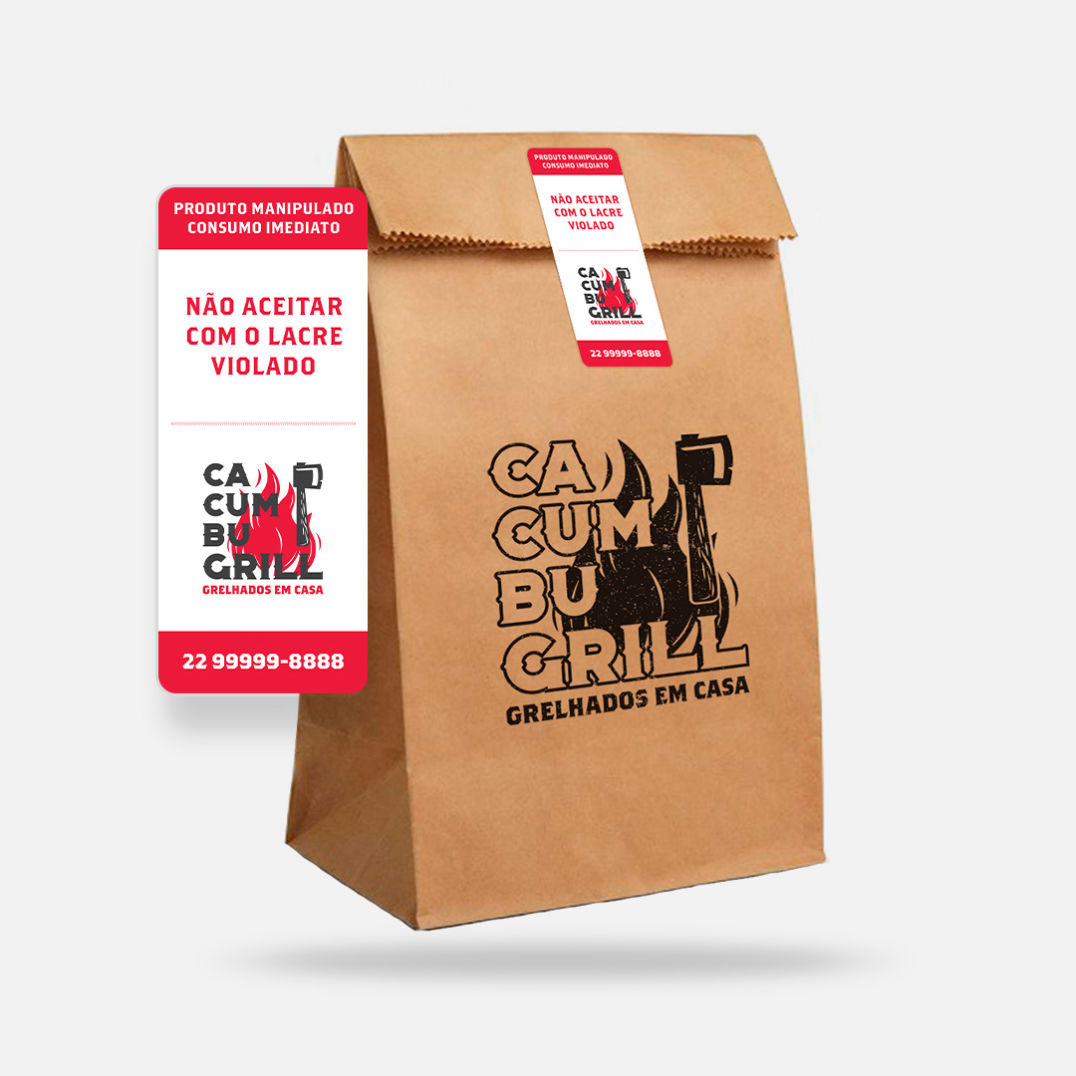 PRODUTO MANIPULADO
CONSUMO IMEDIATO
NÃO ACEITAR
COM O LACRE
VIOLADO
CA
CUM
BU
GRILL
GRELHADOS EM CASA
22 99999-8888
PRODUTO MANIPULADO
CONSUMO IMEDIATO
NÃO ACEITAR
COM O LACRE
VIOLADO
CA
CUM
BU
GRILL
GRELHADOS EM CASA
22 99999-8888
CA
CUM
BU
GRILL
GRELHADOS EM CASA